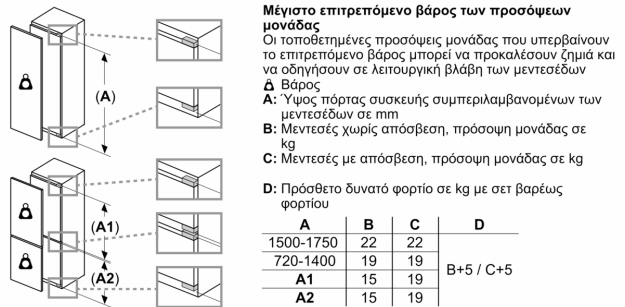 Μέγιστο επιτρεπόμενο βάρος των προσόψεων
μονάδας
Οι τοποθετημένες προσόψεις μονάδας που υπερβαίνουν
το επιτρεπόμενο βάρος μπορεί να προκαλέσουν ζημιά και
να οδηγήσουν σε λειτουργική βλάβη των μεντεσέδων
Βάρος
A: Ύψος πόρτας συσκευής συμπεριλαμβανομένων των
μεντεσέδων σε mm
B: Μεντεσές χωρίς απόσβεση, πρόσοψη μονάδας σε
kg
C: Μεντεσές με απόσβεση, πρόσοψη μονάδας σε kg
D: Πρόσθετο δυνατό φορτίο σε kg με σετ βαρέως
φορτίου
A B C D
1500-1750 22 22
720-1400 19 19
B+5 / C+5
A1 15 19
A2 15 19
(A)
(A1)
(A2)